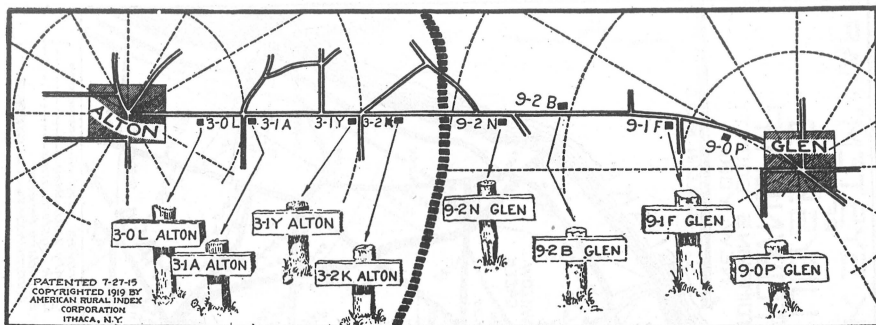 ALTON
3-0L
3-1A
3-1Y
3-2K
9-2N
9-2B
9-1F
9-0P
GLEN
3-0L ALTON
3-1A ALTON
3-1Y ALTON
3-2K ALTON
9-2N GLEN
9-2B GLEN
9-1F GLEN
9-0P GLEN
PATENTED 7-27-15
COPYRIGHTED 1919 BY
AMERICAN RURAL INDEX
CORPORATION
ITHACA, N.Y.